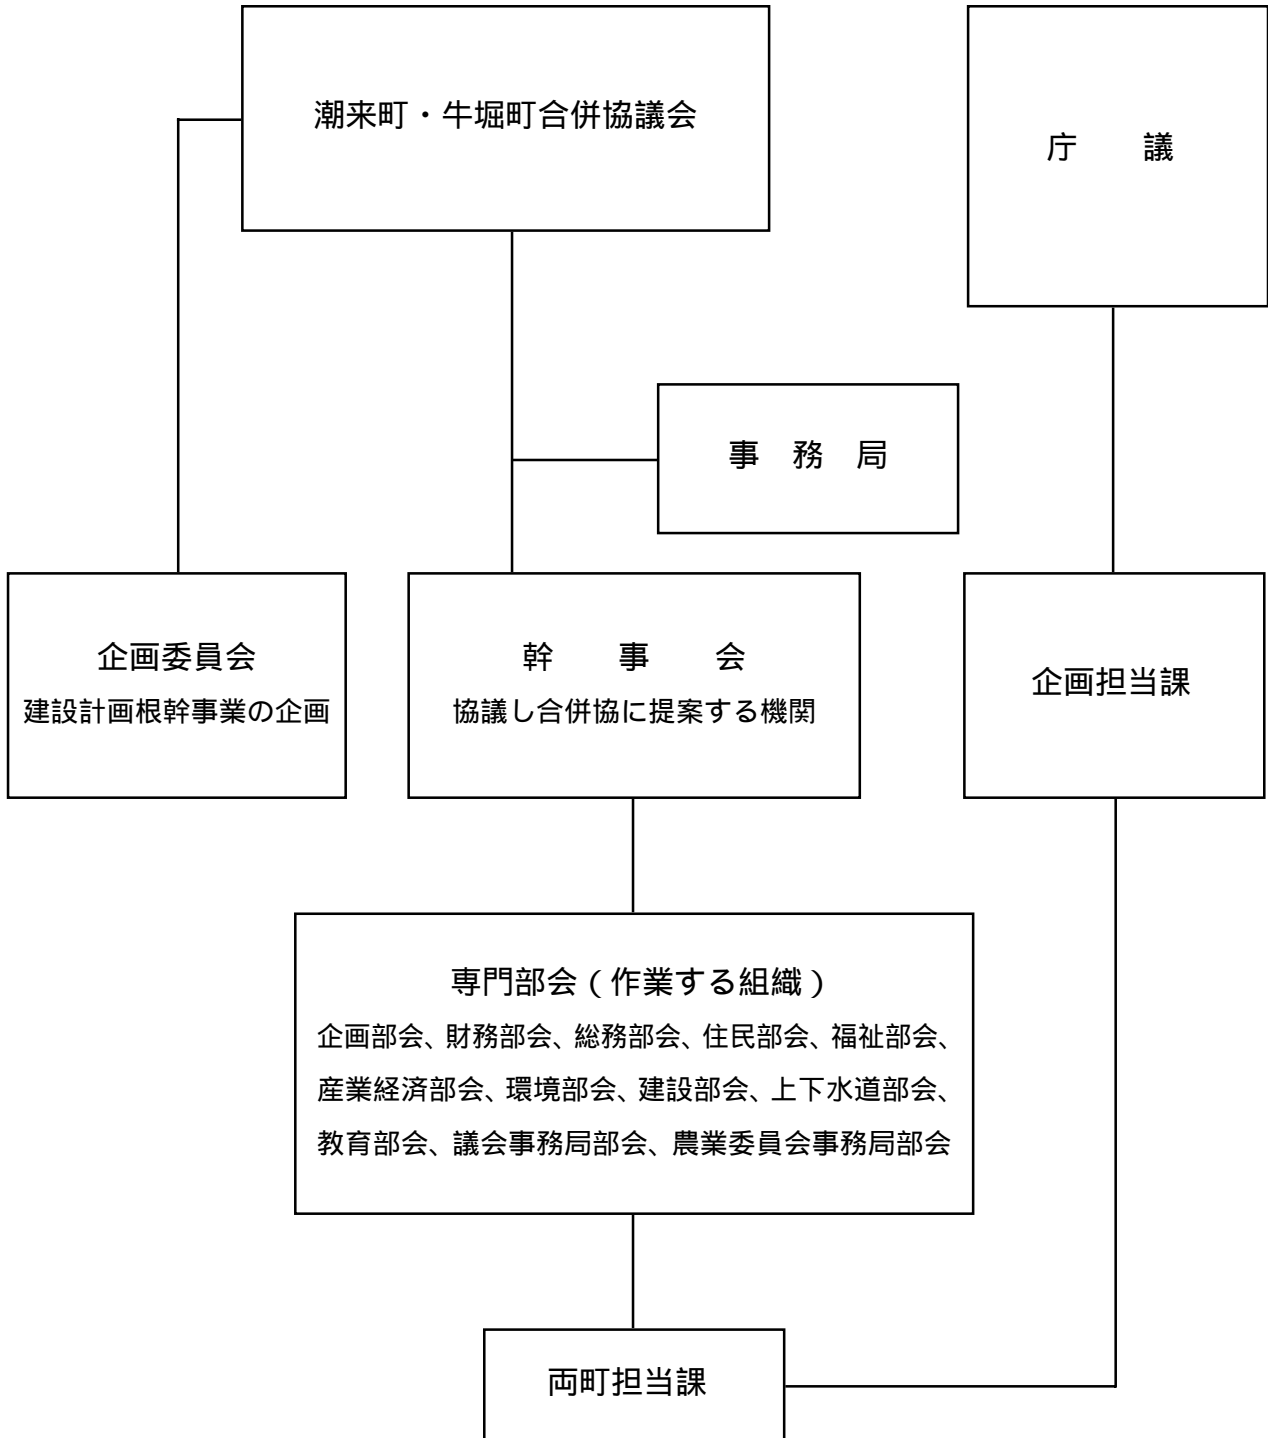 潮来町・牛堀町合併協議会
庁　　議
事　務　局
企画委員会
建設計画根幹事業の企画
幹　　事　　会
協議し合併協に提案する機関
企画担当課
専門部会（作業する組織）
企画部会、財務部会、総務部会、住民部会、福祉部会、
産業経済部会、環境部会、建設部会、上下水道部会、
教育部会、議会事務局部会、農業委員会事務局部会
両町担当課